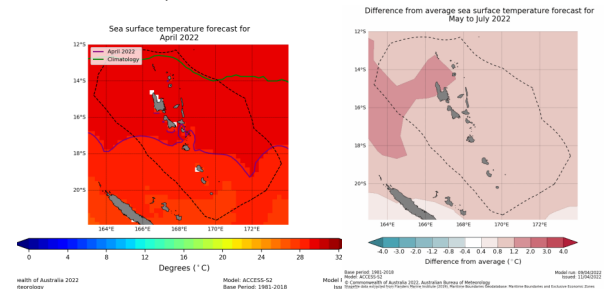 Sea surface temperature forecast for
April 2022
April 2022
Climatology
12°S
14°S
16°S
18°S
20°S
164°E
166°E
168°E
170°E
172°E
0
4
8
12
16
20
24
28
32
Degrees (°C)
ealth of Australia 2022
Model: ACCESS-S2
Base Period: 1981-2018
Model
Difference from average sea surface temperature forecast for
May to July 2022
12°S
14°S
16°S
18°S
20°S
164°E
166°E
168°E
170°E
172°E
-4.0
-3.0
-2.0
-1.2
-0.8
-0.4
0.4
0.8
1.2
2.0
3.0
4.0
Difference from average (°C)
Base period: 1981-2018
Model: ACCESS-S2
© Commonwealth of Australia 2022, Australian Bureau of Meteorology
Model run: 09/04/2022
Issued: 11/04/2022